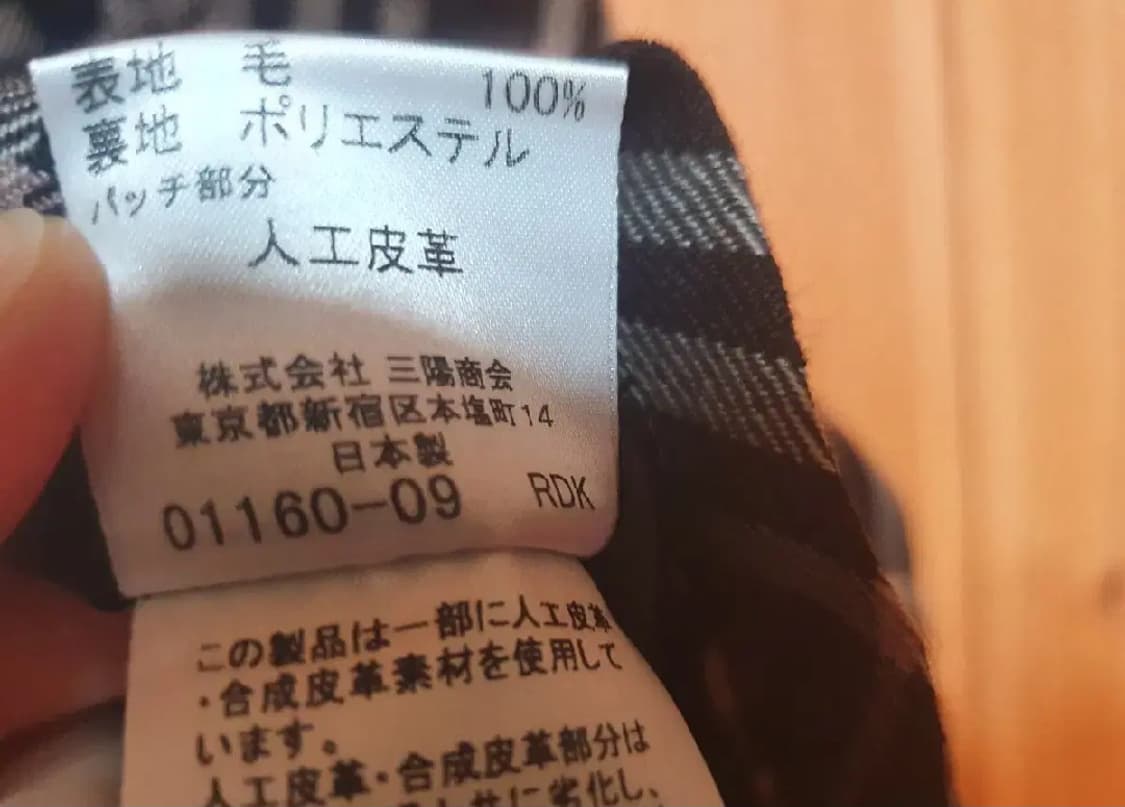 表地 毛 100%
裏地 ポリエステル
パッチ部分
人工皮革
株式会社 三陽商会
東京都新宿区本塩町14
日本製
01160-09 RDK
この製品は一部に人工皮革
・合成皮革素材を使用して
います。
人工皮革・合成皮革部分は
に劣化し、